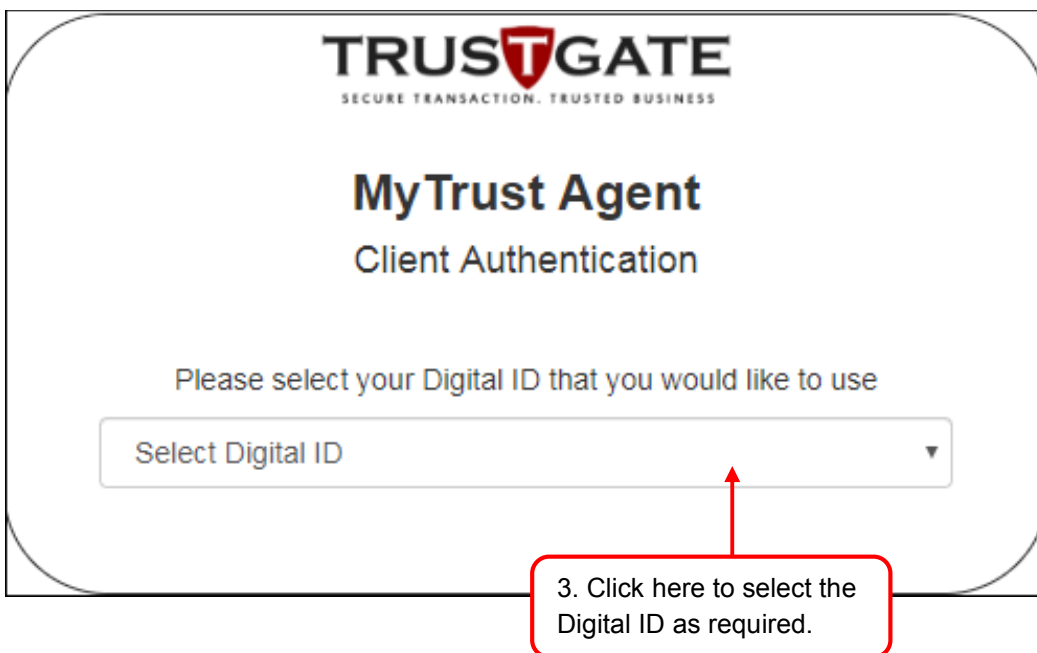 TRUSTGATE
SECURE TRANSACTION. TRUSTED BUSINESS
MyTrust Agent
Client Authentication
Please select your Digital ID that you would like to use
Select Digital ID
3. Click here to select the
Digital ID as required.